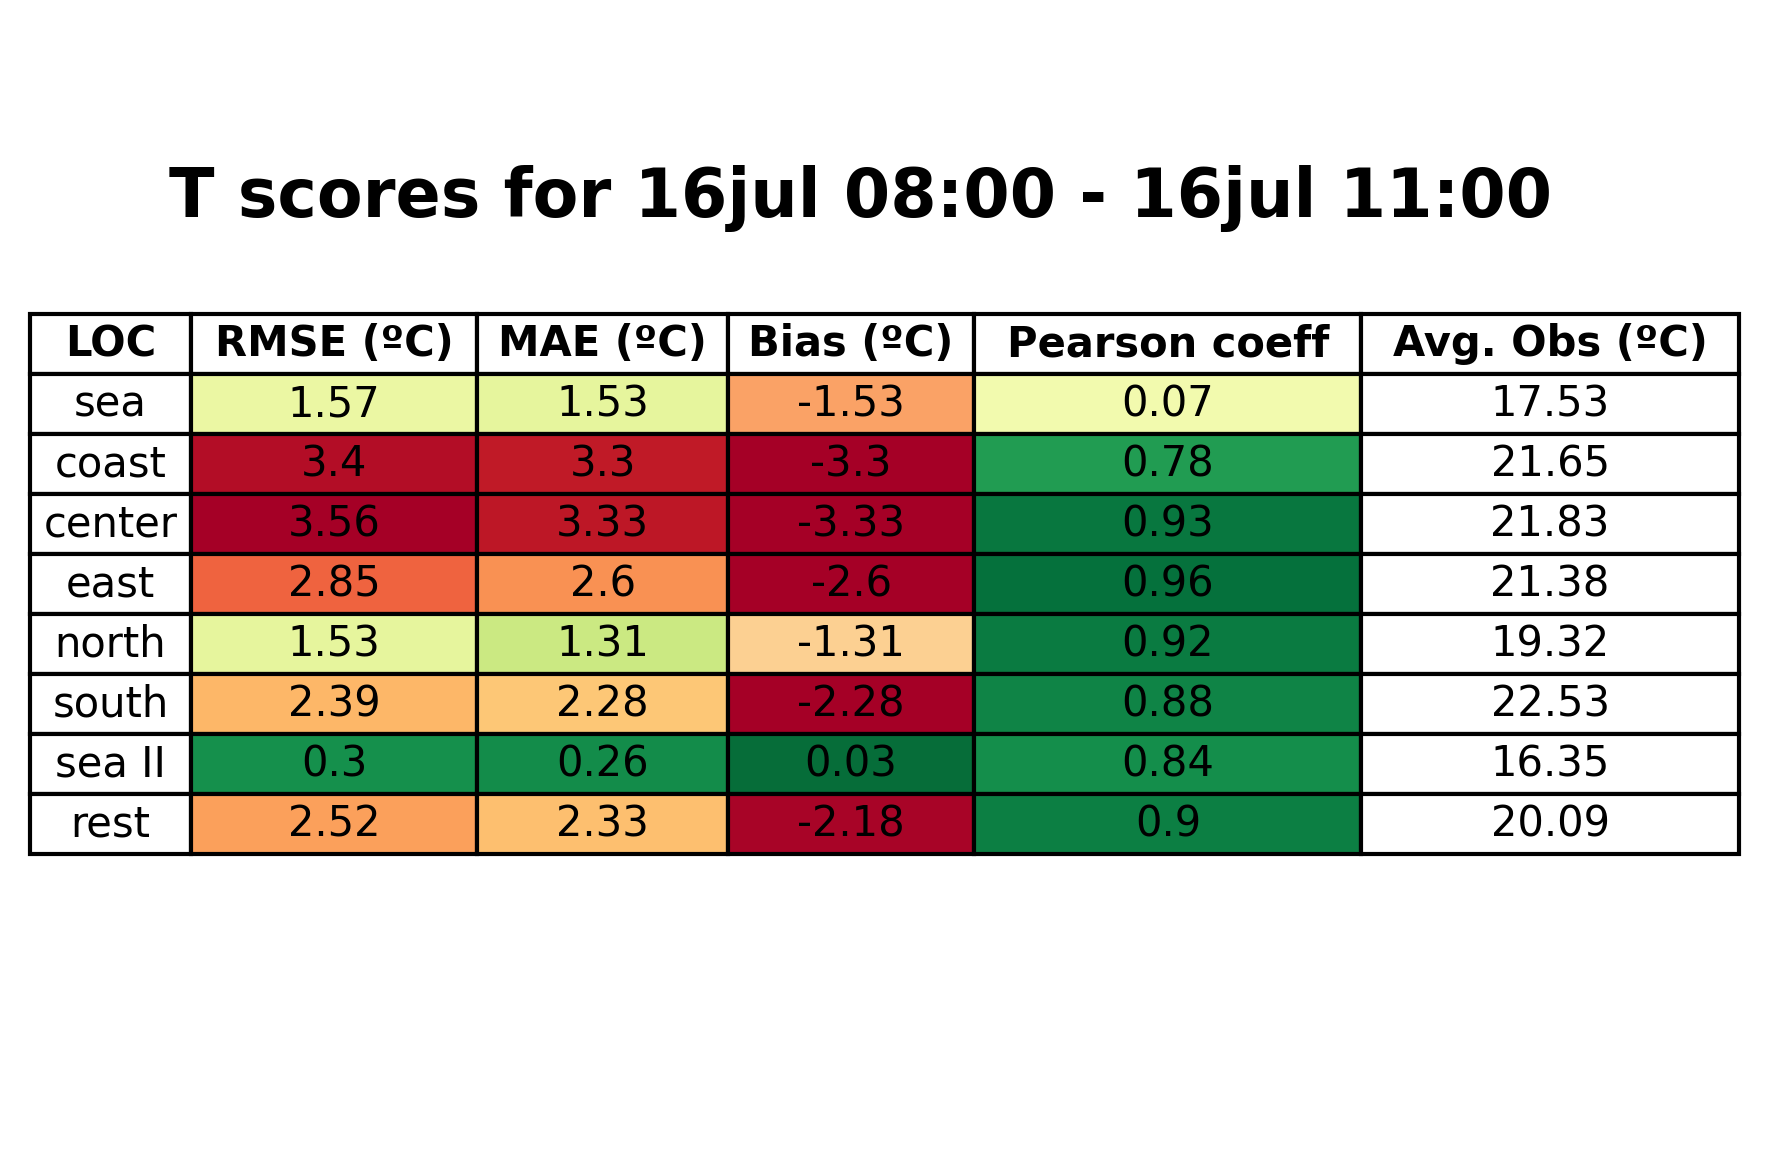 T scores for 16jul 08:00 - 16jul 11:00
LOC RMSE (ºC) MAE (ºC) Bias (ºC) Pearson coeff Avg. Obs (ºC)
sea 1.57 1.53 -1.53 0.07 17.53
coast 3.4 3.3 -3.3 0.78 21.65
center 3.56 3.33 -3.33 0.93 21.83
east 2.85 2.6 -2.6 0.96 21.38
north 1.53 1.31 -1.31 0.92 19.32
south 2.39 2.28 -2.28 0.88 22.53
sea II 0.3 0.26 0.03 0.84 16.35
rest 2.52 2.33 -2.18 0.9 20.09